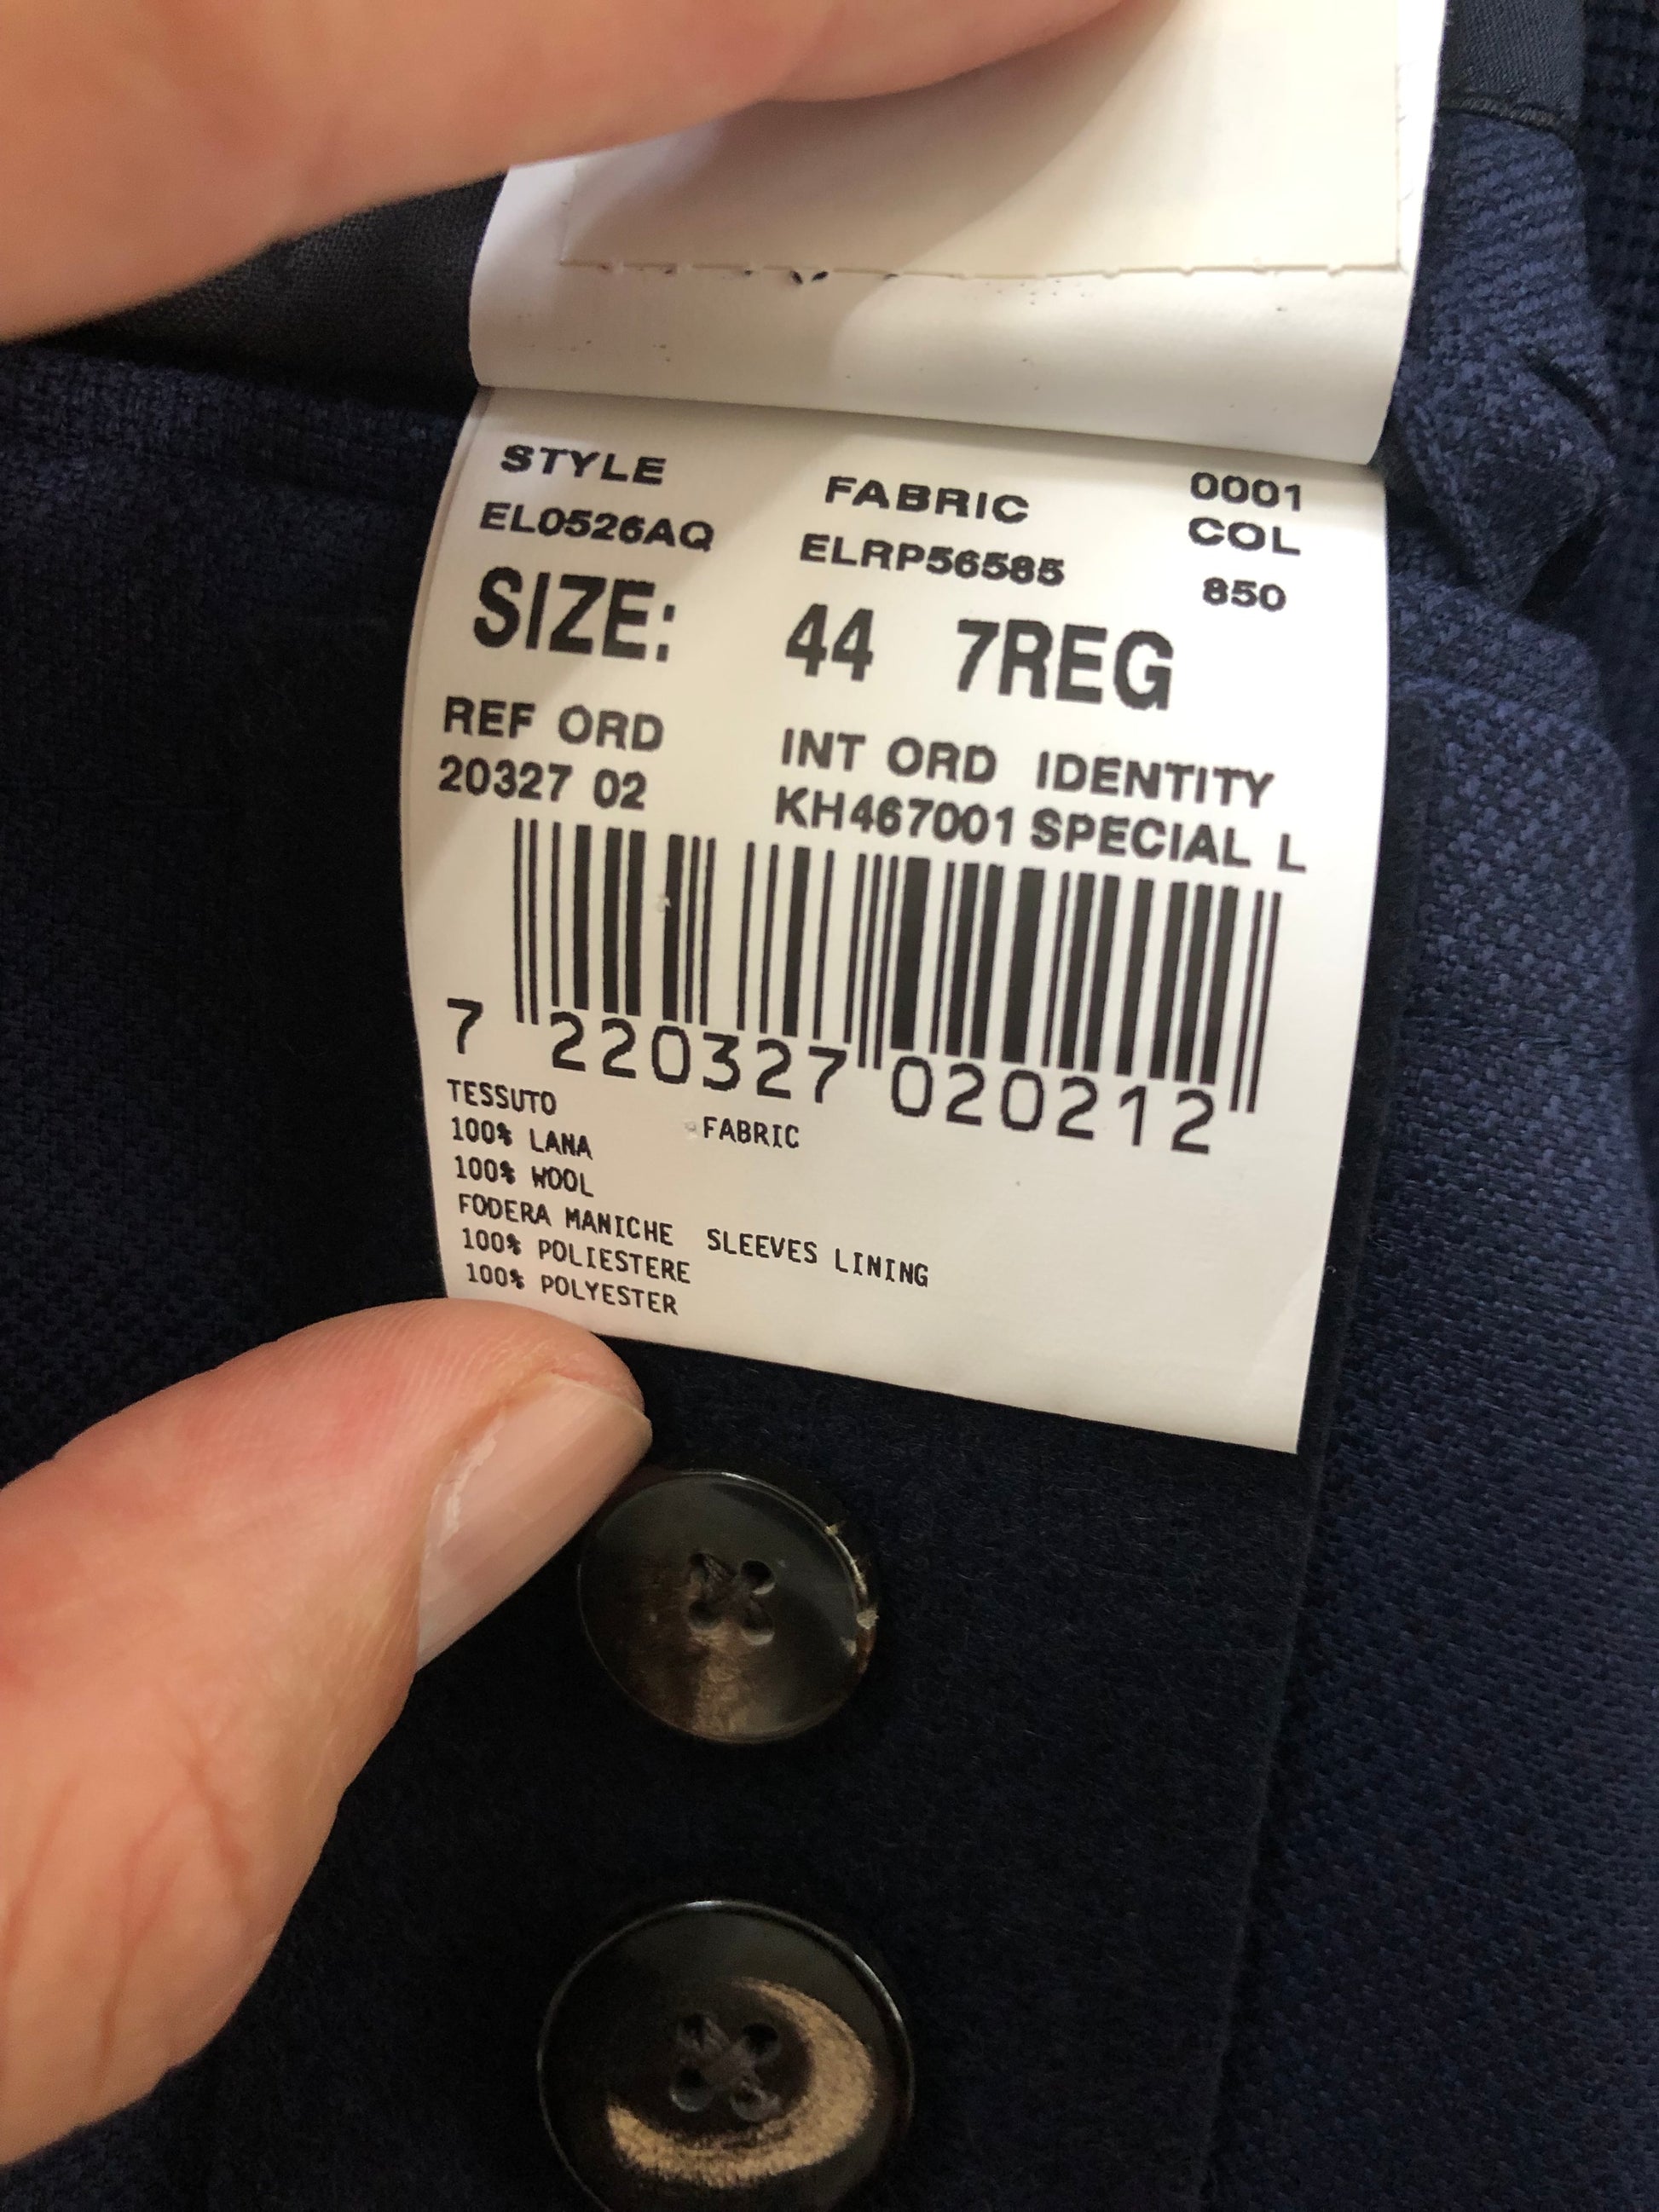 STYLE FABRIC 0001
COL
EL0526AQ ELRP56585 850
SIZE: 44 7REG
REF ORD INT ORD IDENTITY
20327 02 KH467001 SPECIAL L
7 220327 020212
TESSUTO FABRIC
100% LANA
100% WOOL
FODERA MANICHE SLEEVES LINING
100% POLIESTERE
100% POLYESTER